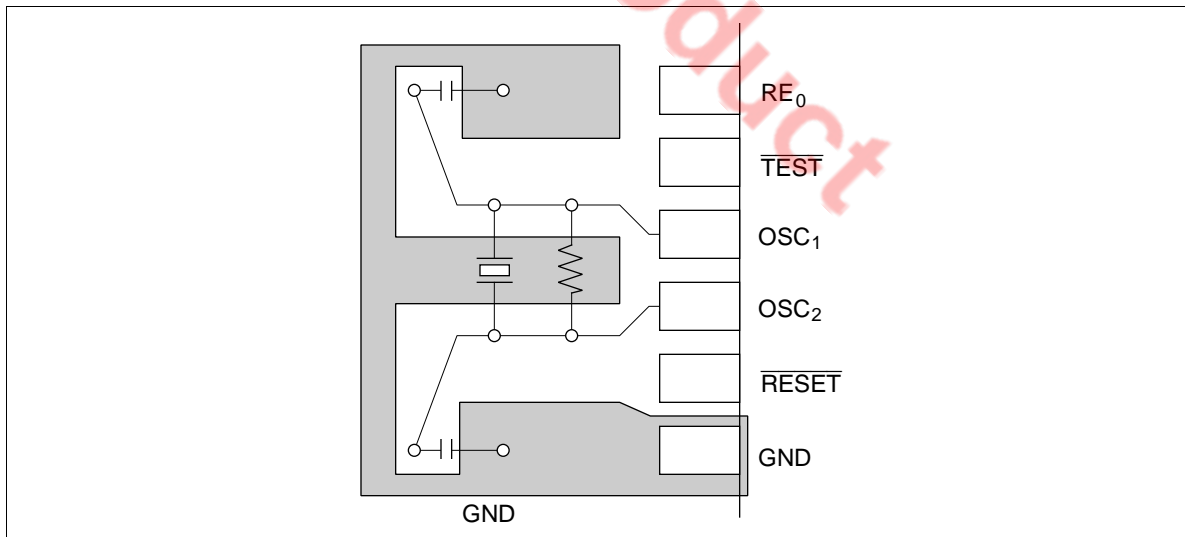 RE0
TEST
OSC1
OSC2
RESET
GND
GND